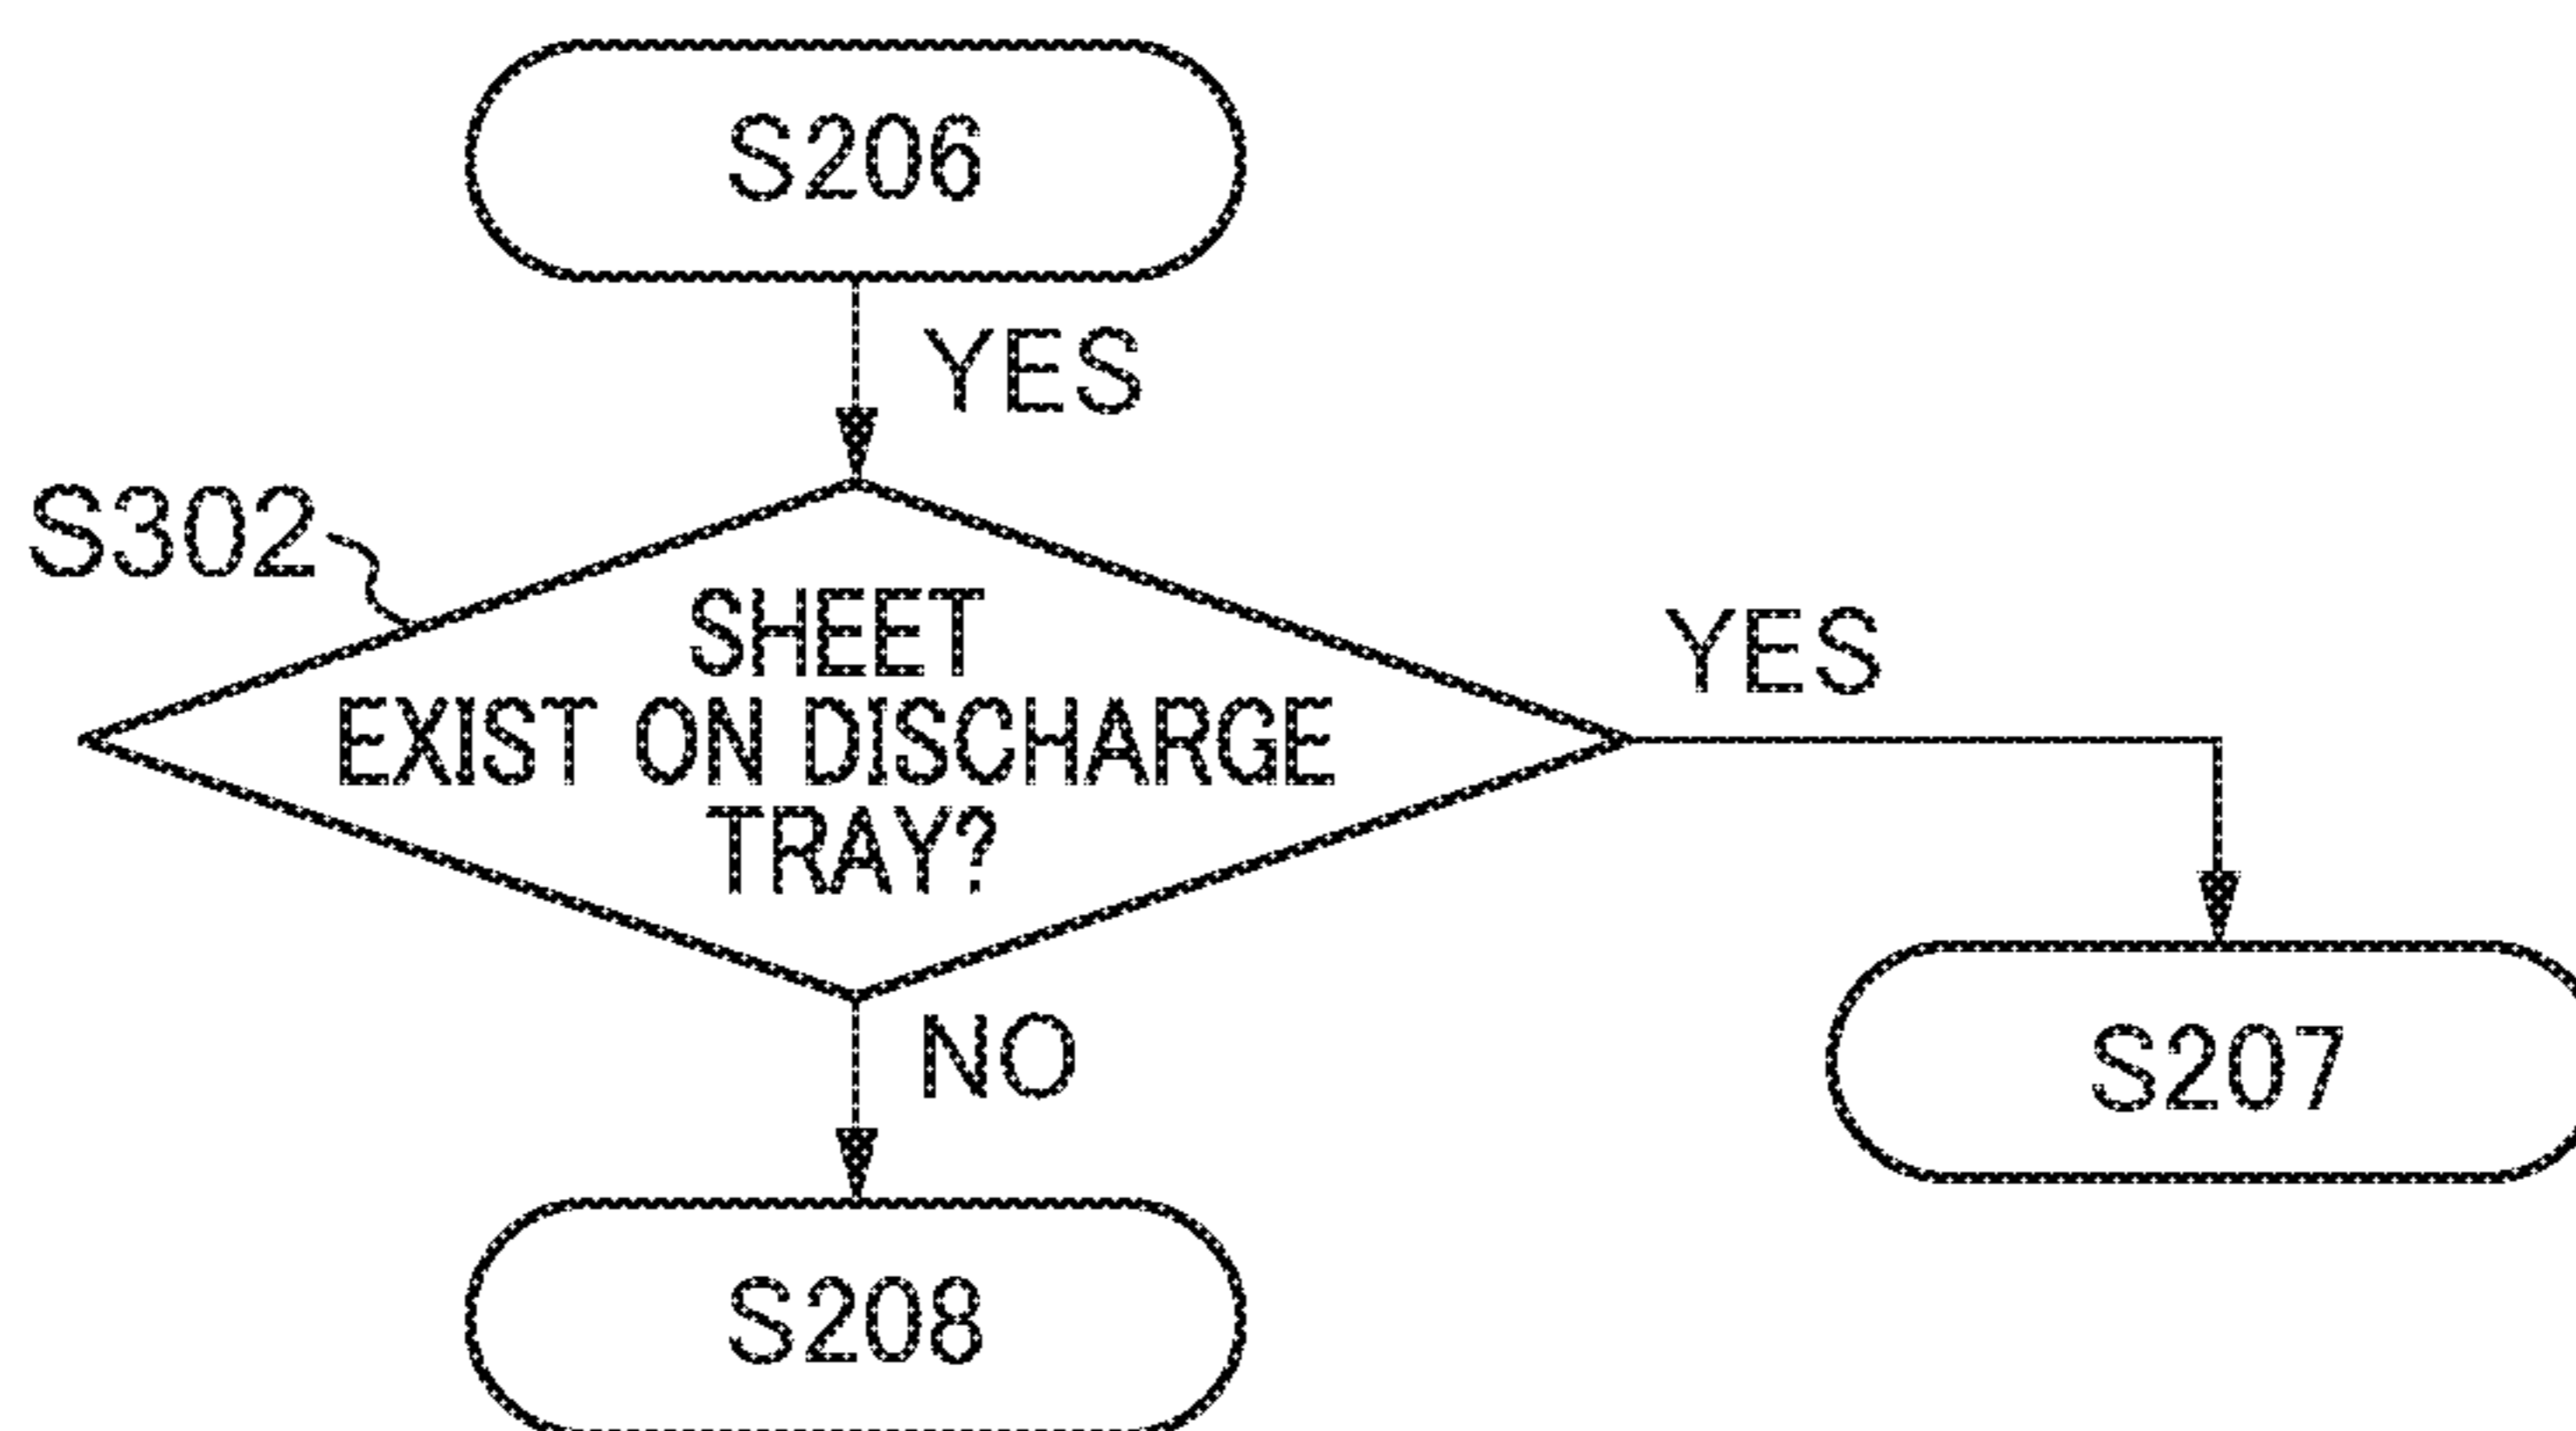 S206
YES
S302
SHEET
EXIST ON DISCHARGE
TRAY?
YES
NO
S207
S208